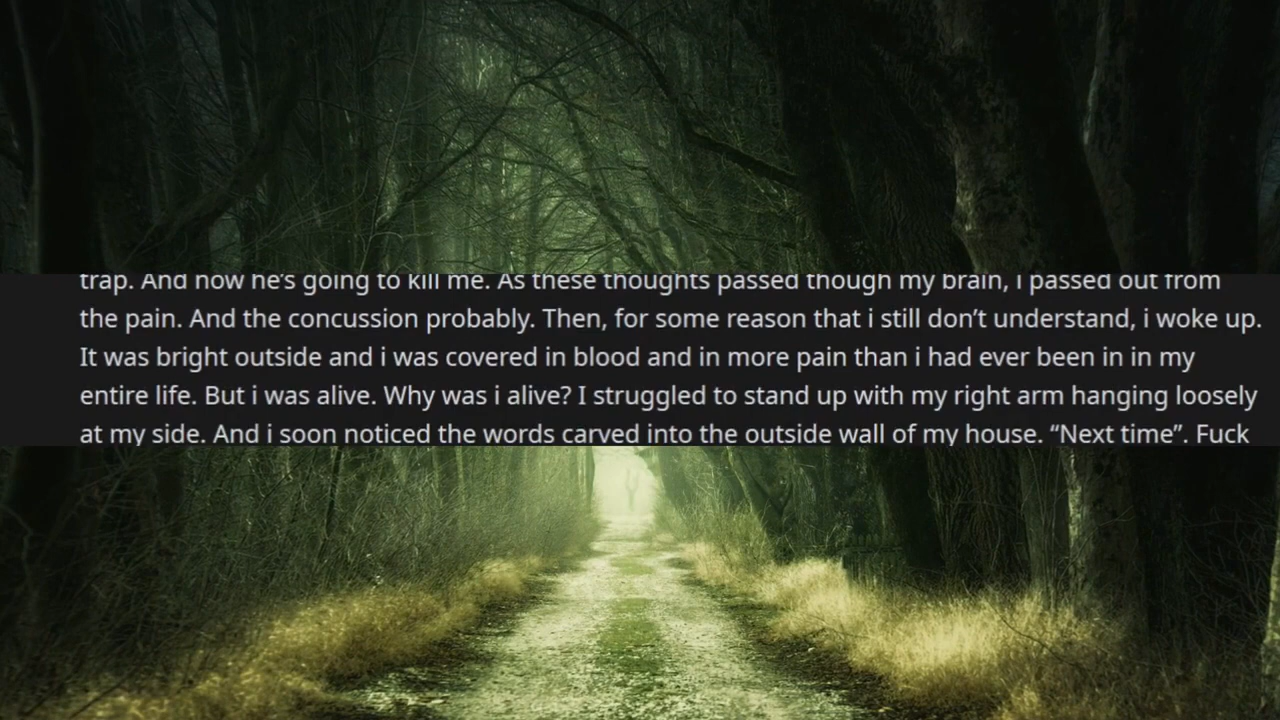 trap. And now he's going to kill me. As these thoughts passed though my brain, i passed out from
the pain. And the concussion probably. Then, for some reason that i still don’t understand, i woke up.
It was bright outside and i was covered in blood and in more pain than i had ever been in in my
entire life. But i was alive. Why was i alive? I struggled to stand up with my right arm hanging loosely
at my side. And i soon noticed the words carved into the outside wall of my house. “Next time”. Fuck